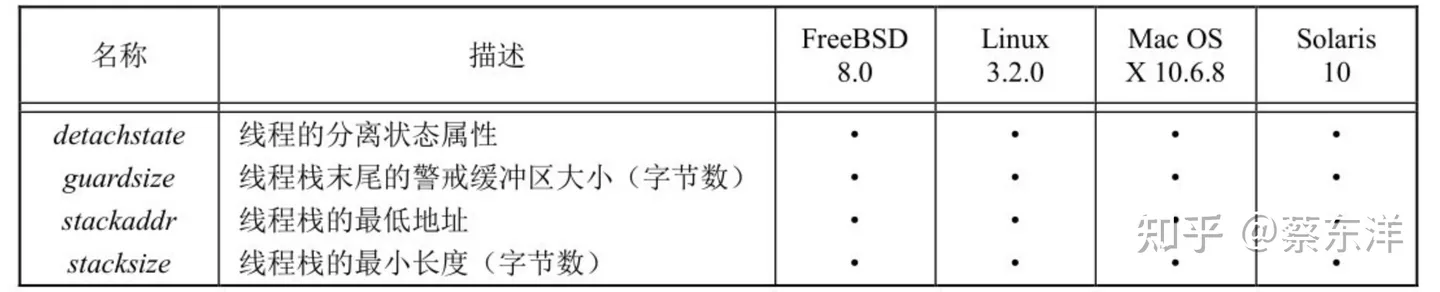 名称 描述 FreeBSD 8.0 Linux 3.2.0 Mac OS X 10.6.8 Solaris 10
detachstate 线程的分离状态属性 • • • •
guardsize 线程栈末尾的警戒缓冲区大小（字节数） • • • •
stackaddr 线程栈的最低地址 • • • •
stacksize 线程栈的最小长度（字节数） • • • •
知乎 @蔡东洋